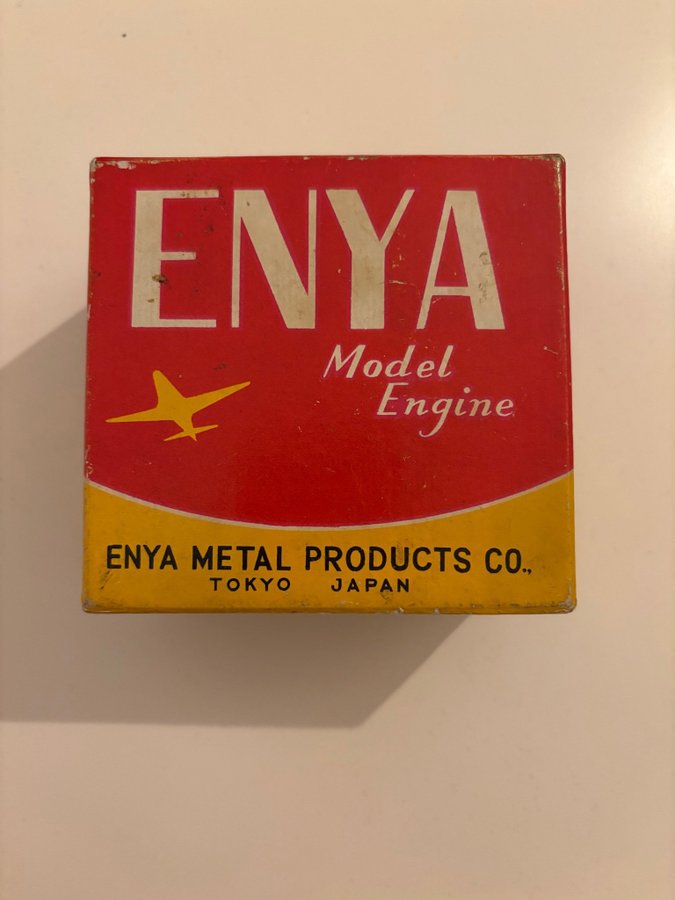 ENYA
Model
Engine
ENYA METAL PRODUCTS CO.,
TOKYO JAPAN